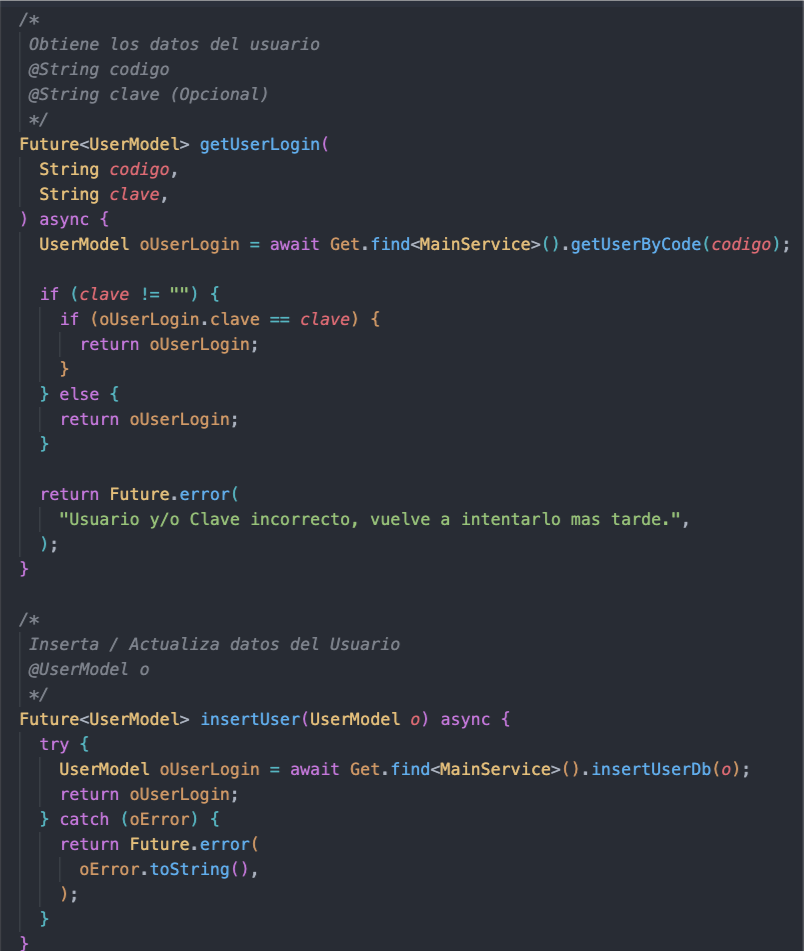 /*
 Obtiene los datos del usuario
 @String codigo
 @String clave (Opcional)
 */
Future<UserModel> getUserLogin(
  String codigo,
  String clave,
) async {
  UserModel oUserLogin = await Get.find<MainService>().getUserByCode(codigo);

  if (clave != "") {
    if (oUserLogin.clave == clave) {
      return oUserLogin;
    }
  } else {
    return oUserLogin;
  }

  return Future.error(
    "Usuario y/o Clave incorrecto, vuelve a intentarlo mas tarde.",
  );
}

/*
 Inserta / Actualiza datos del Usuario
 @UserModel o
 */
Future<UserModel> insertUser(UserModel o) async {
  try {
    UserModel oUserLogin = await Get.find<MainService>().insertUserDb(o);
    return oUserLogin;
  } catch (oError) {
    return Future.error(
      oError.toString(),
    );
  }
}